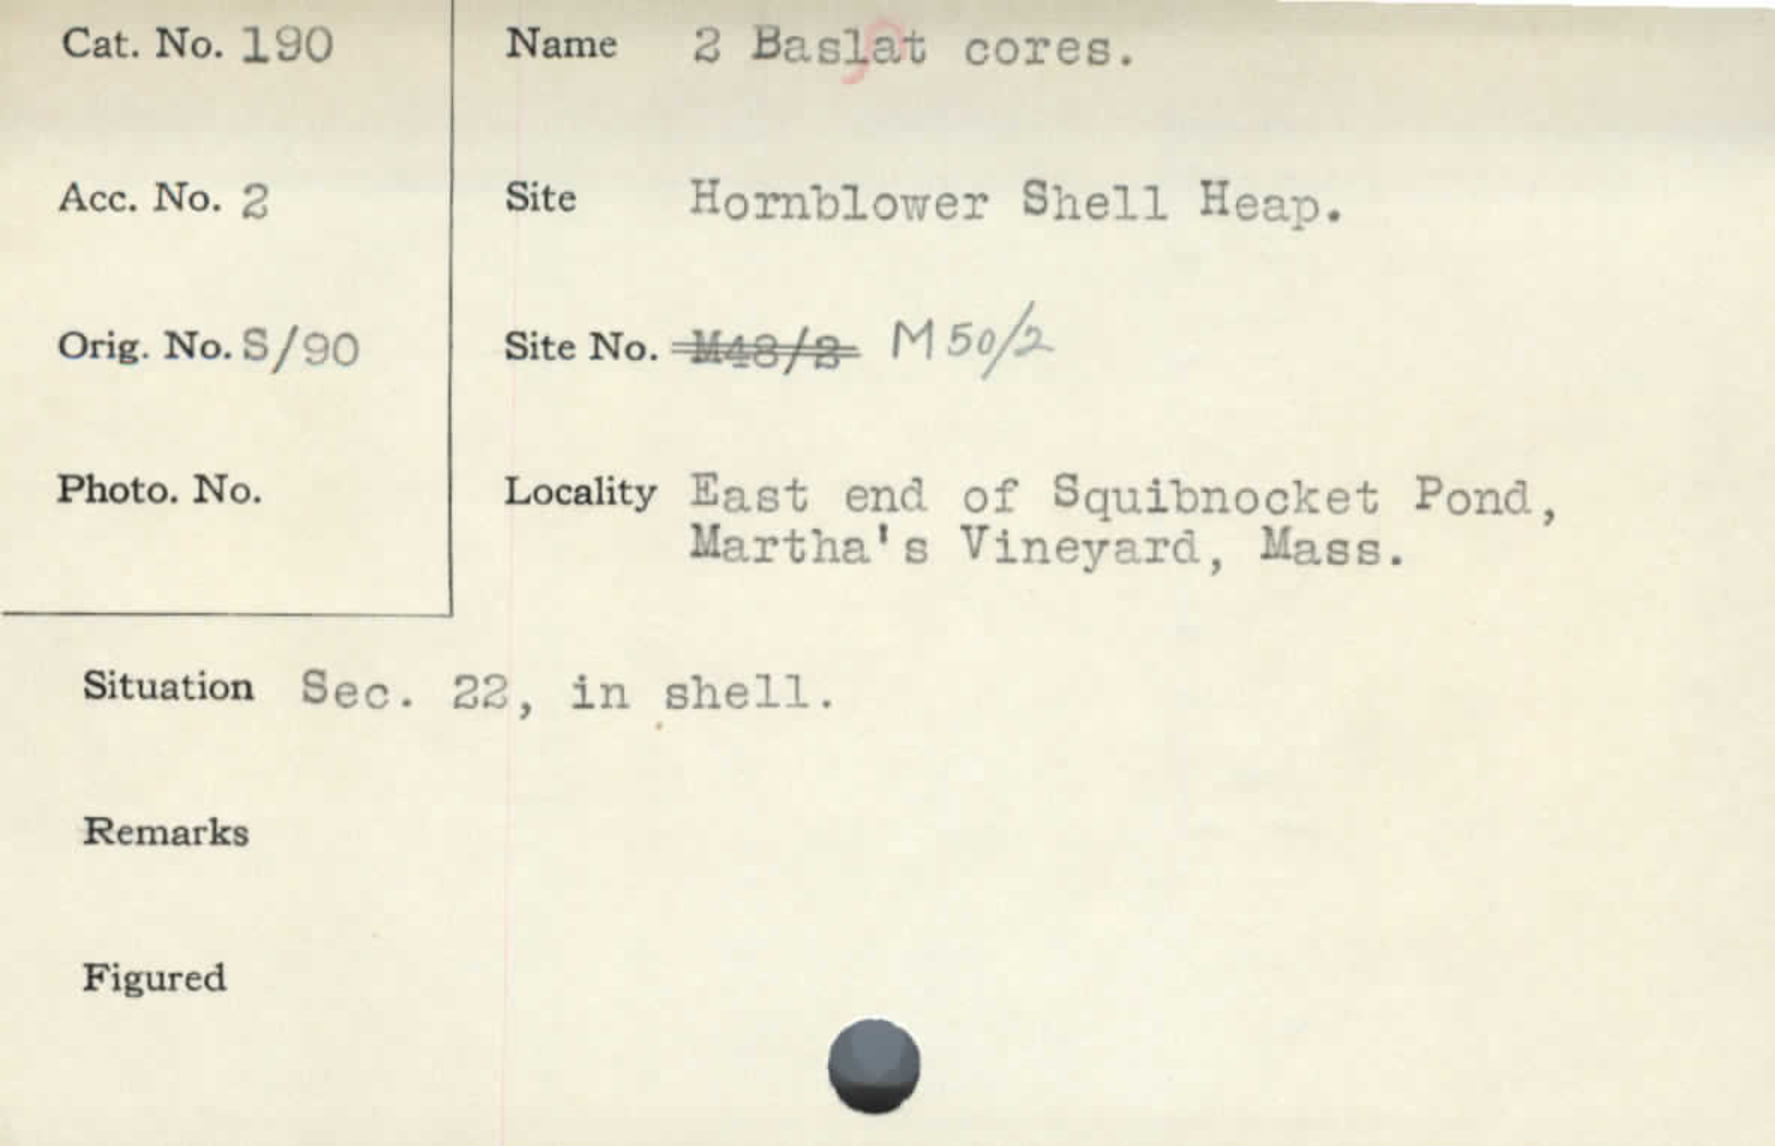 Cat. No. 190
Name 2 Baslat cores.
Acc. No. 2
Site Hornblower Shell Heap.
Orig. No. S/90
Site No. M48/2 M50/2
Photo. No.
Locality East end of Squibnocket Pond,
Martha's Vineyard, Mass.
Situation Sec. 22, in shell.
Remarks
Figured